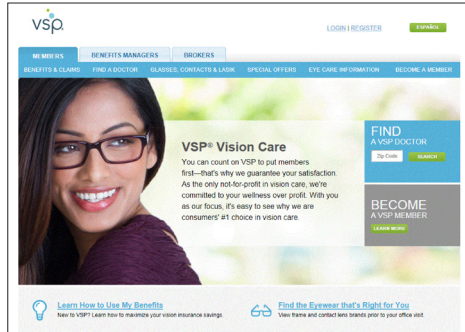 vsp.
LOGIN | REGISTER
ESPAÑOL
MEMBERS
BENEFITS MANAGERS
BROKERS
BENEFITS & CLAIMS
FIND A DOCTOR
GLASSES, CONTACTS & LASIK
SPECIAL OFFERS
EYE CARE INFORMATION
BECOME A MEMBER
VSP® Vision Care
You can count on VSP to put members
first—that's why we guarantee your satisfaction.
As the only not-for-profit in vision care, we're
committed to your wellness over profit. With you
as our focus, it's easy to see why we are
consumers' #1 choice in vision care.
FIND
A VSP DOCTOR
Zip Code
SEARCH
BECOME
A VSP MEMBER
LEARN MORE
Learn How to Use My Benefits
New to VSP? Learn how to maximize your vision insurance savings.
Find the Eyewear that's Right for You
View frame and contact lens brands prior to your office visit.